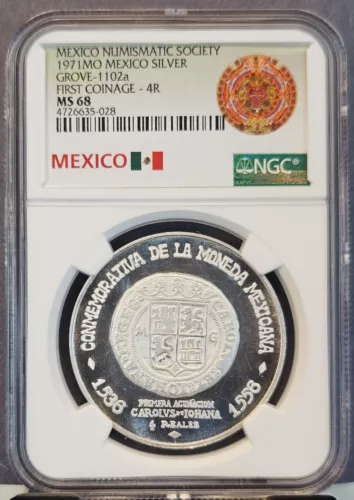 MEXICO NUMISMATIC SOCIETY
1971MO MEXICO SILVER
GROVE-1102a
FIRST COINAGE - 4R
MS 68
4726635-028
MEXICO
NGC®
CONMEMORATIVA DE LA MONEDA MEXICANA
1536
1558
PRIMERA ACUÑACION
CAROLVS ET IOHANA
4 REALES